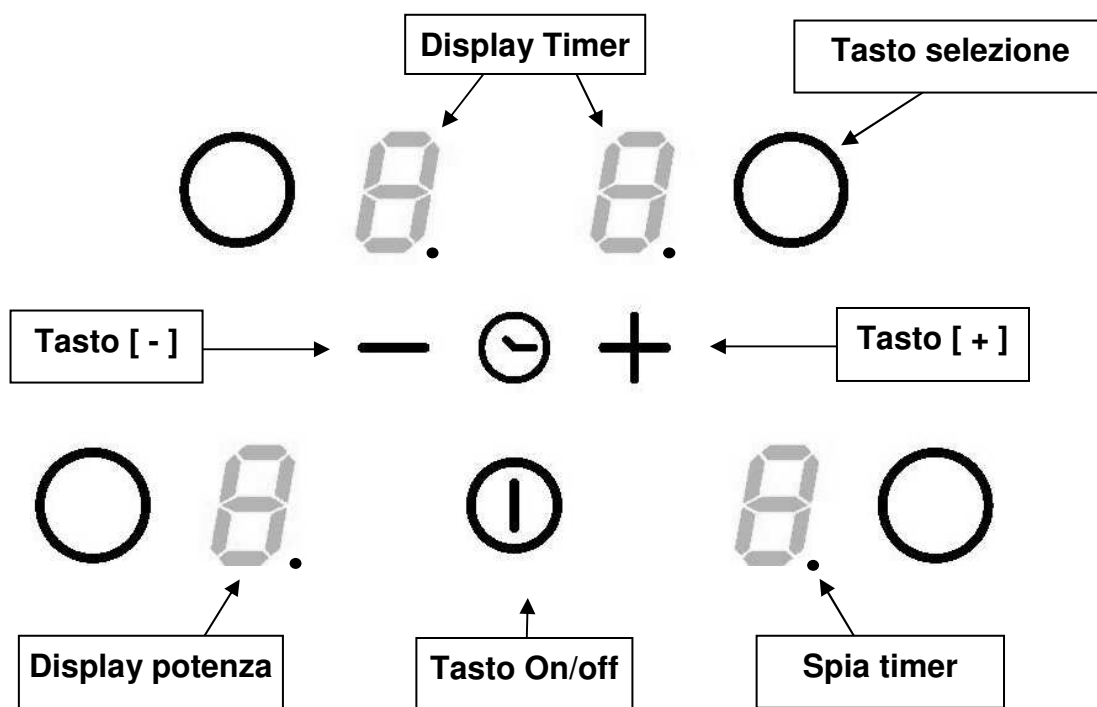 Display Timer
Tasto selezione
Tasto [ - ]
Tasto [ + ]
Display potenza
Tasto On/off
Spia timer